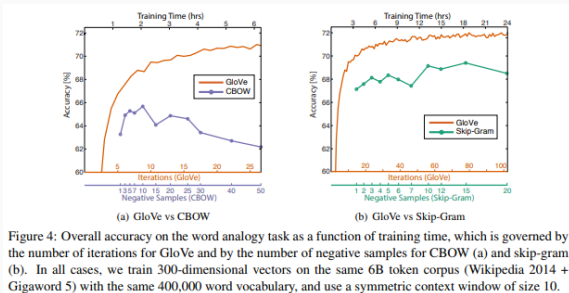 Training Time (hrs)
1 2 3 4 5 6
72
70
68
66
64
62
60
Accuracy [%]
GloVe
CBOW
5 10 15 20 25
Iterations (GloVe)
1 3 5 7 10 15 20 25 30 40 50
Negative Samples (CBOW)
(a) GloVe vs CBOW
Training Time (hrs)
3 6 9 12 15 18 21 24
72
70
68
66
64
62
60
Accuracy [%]
GloVe
Skip-Gram
20 40 60 80 100
Iterations (GloVe)
1 2 3 4 5 6 7 10 12 15 20
Negative Samples (Skip-Gram)
(b) GloVe vs Skip-Gram
Figure 4: Overall accuracy on the word analogy task as a function of training time, which is governed by
the number of iterations for GloVe and by the number of negative samples for CBOW (a) and skip-gram
(b). In all cases, we train 300-dimensional vectors on the same 6B token corpus (Wikipedia 2014 +
Gigaword 5) with the same 400,000 word vocabulary, and use a symmetric context window of size 10.